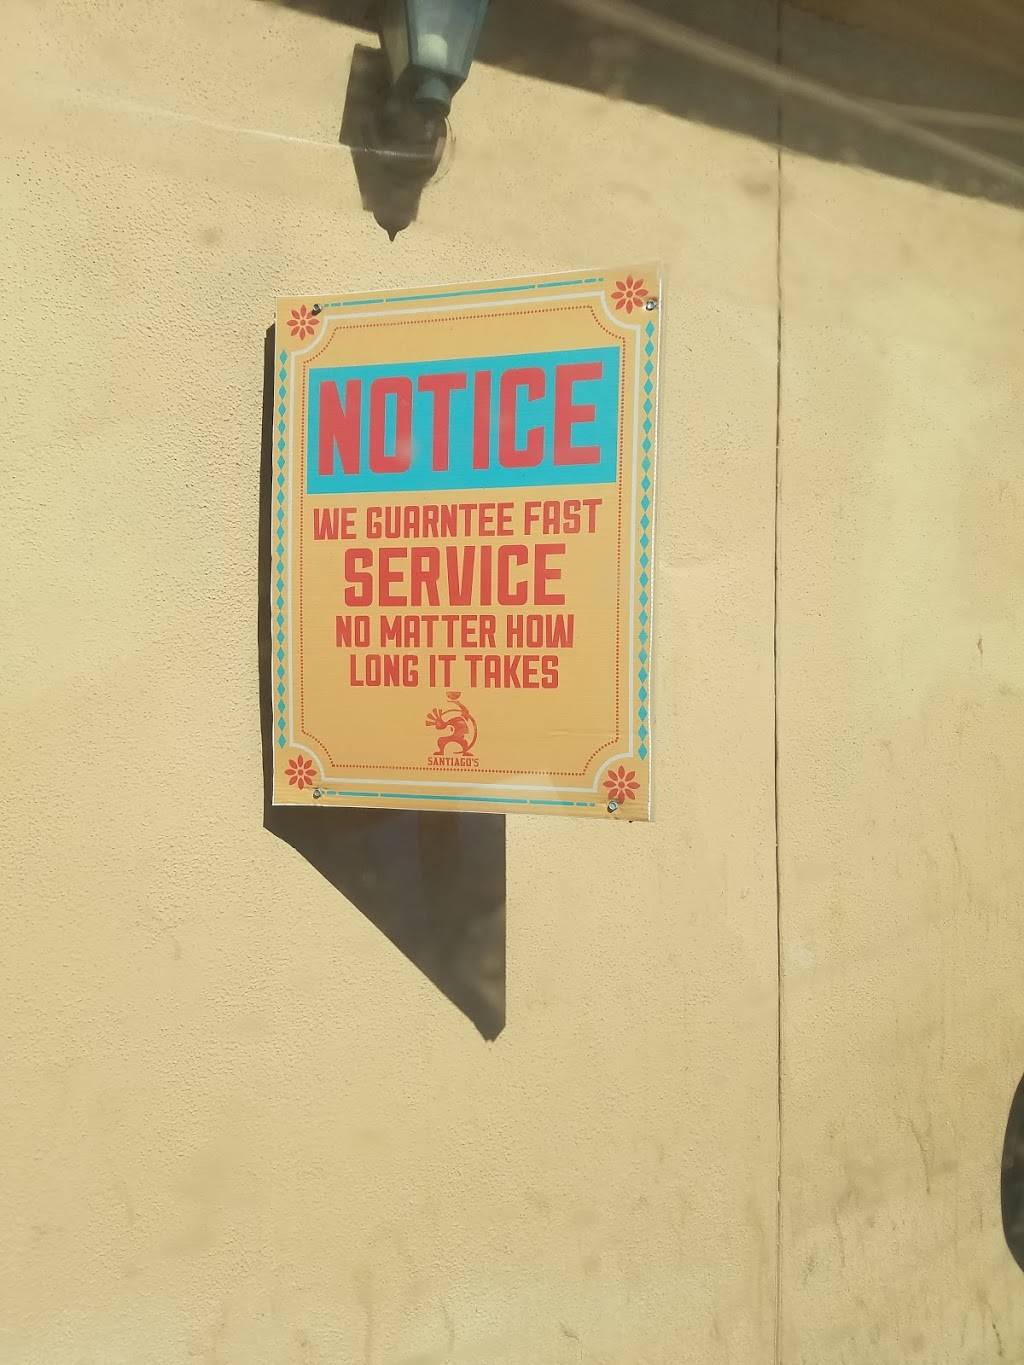 NOTICE
WE GUARNTEE FAST
SERVICE
NO MATTER HOW
LONG IT TAKES
SANTIAGO'S